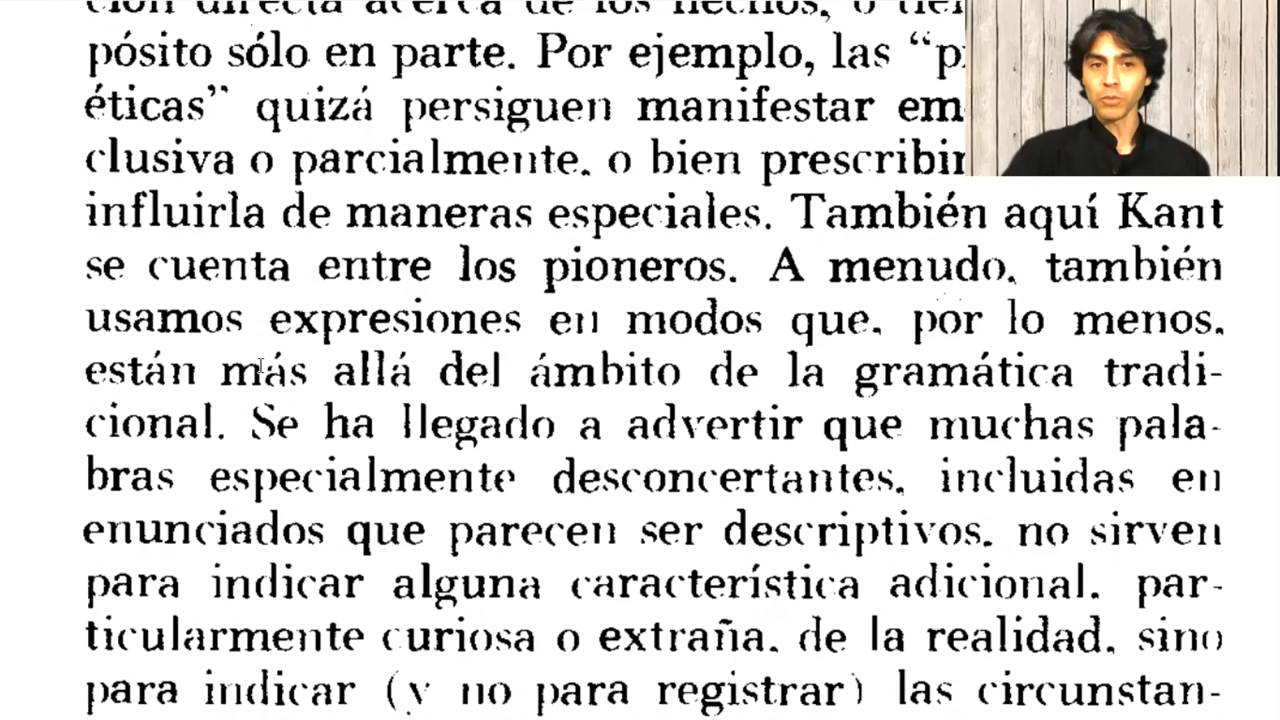 pósito sólo en parte. Por ejemplo, las “
éticas” quizá persiguen manifestar
clusiva o parcialmente, o bien prescribir
influirla de maneras especiales. También aquí Kant
se cuenta entre los pioneros. A menudo, también
usamos expresiones en modos que, por lo menos,
están más allá del ámbito de la gramática tradi-
cional. Se ha llegado a advertir que muchas pala-
bras especialmente desconcertantes, incluidas en
enunciados que parecen ser descriptivos, no sirven
para indicar alguna característica adicional, par-
ticularmente curiosa o extraña, de la realidad, sino
para indicar (y no para registrar) las circunstan-